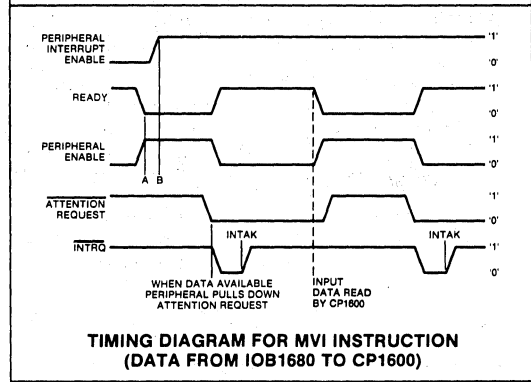 PERIPHERAL
INTERRUPT
ENABLE
'1'
'0'
READY
'1'
'0'
PERIPHERAL
ENABLE
'1'
'0'
A B
ATTENTION
REQUEST
'1'
'0'
INTRQ
INTAK
INTAK
'1'
'0'
WHEN DATA AVAILABLE
PERIPHERAL PULLS DOWN
ATTENTION REQUEST
INPUT
DATA READ
BY CP1600
TIMING DIAGRAM FOR MVI INSTRUCTION
(DATA FROM IOB1680 TO CP1600)